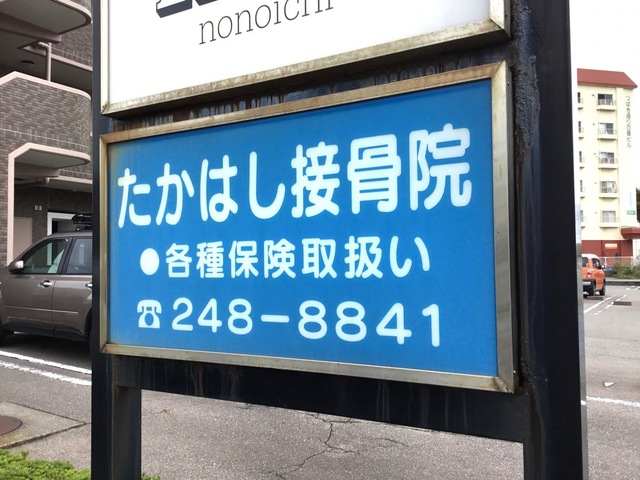 nonoichi
たかはし接骨院
●各種保険取扱い
☎248-8841